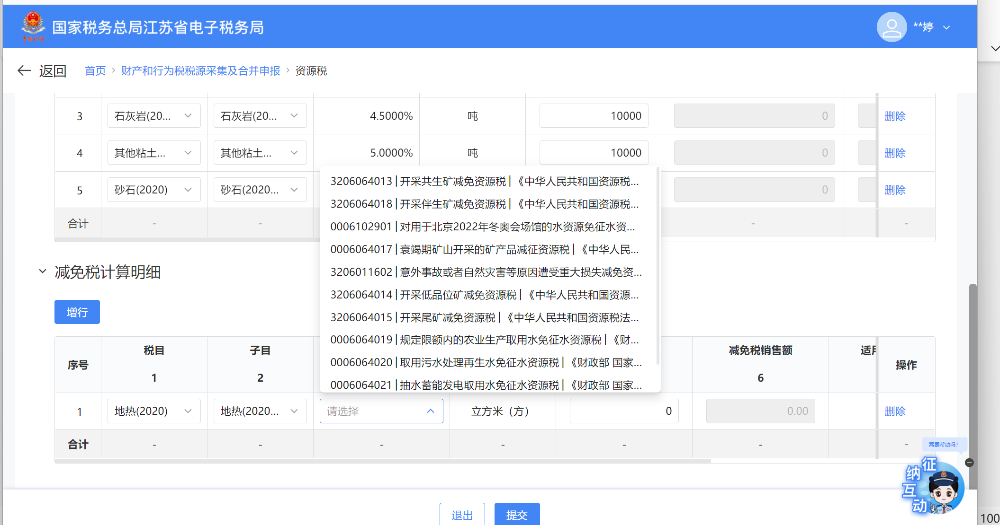 国家税务总局江苏省电子税务局
**婷
返回 首页 > 财产和行为税税源采集及合并申报 > 资源税
3 石灰岩(20... 石灰岩(20... 4.5000% 吨 10000 0 删除
4 其他粘土... 其他粘土... 5.0000% 吨 10000 0 删除
5 砂石(2020) 砂石(2020... 0 删除
合计 - - - -
3206064013|开采共生矿减免资源税|《中华人民共和国资源税...
3206064018|开采伴生矿减免资源税|《中华人民共和国资源税...
0006102901|对用于北京2022年冬奥会场馆的水资源免征水资...
0006064017|衰竭期矿山开采的矿产品减征资源税|《中华人民...
3206011602|意外事故或者自然灾害等原因遭受重大损失减免资...
3206064014|开采低品位矿减免资源税|《中华人民共和国资源...
3206064015|开采尾矿减免资源税|《中华人民共和国资源税法...
0006064019|规定限额内的农业生产取用水免征水资源税|《财...
0006064020|取用污水处理再生水免征水资源税|《财政部 国家...
0006064021|抽水蓄能发电取用水免征水资源税|《财政部 国家...
减免税计算明细
增行
序号 税目 子目 减免税销售额 适用 操作
1 2 6
1 地热(2020) 地热(2020... 请选择 立方米（方） 0 0.00 删除
合计 - - - - - - -
需要帮助吗?
征
纳
互
动
退出 提交
100